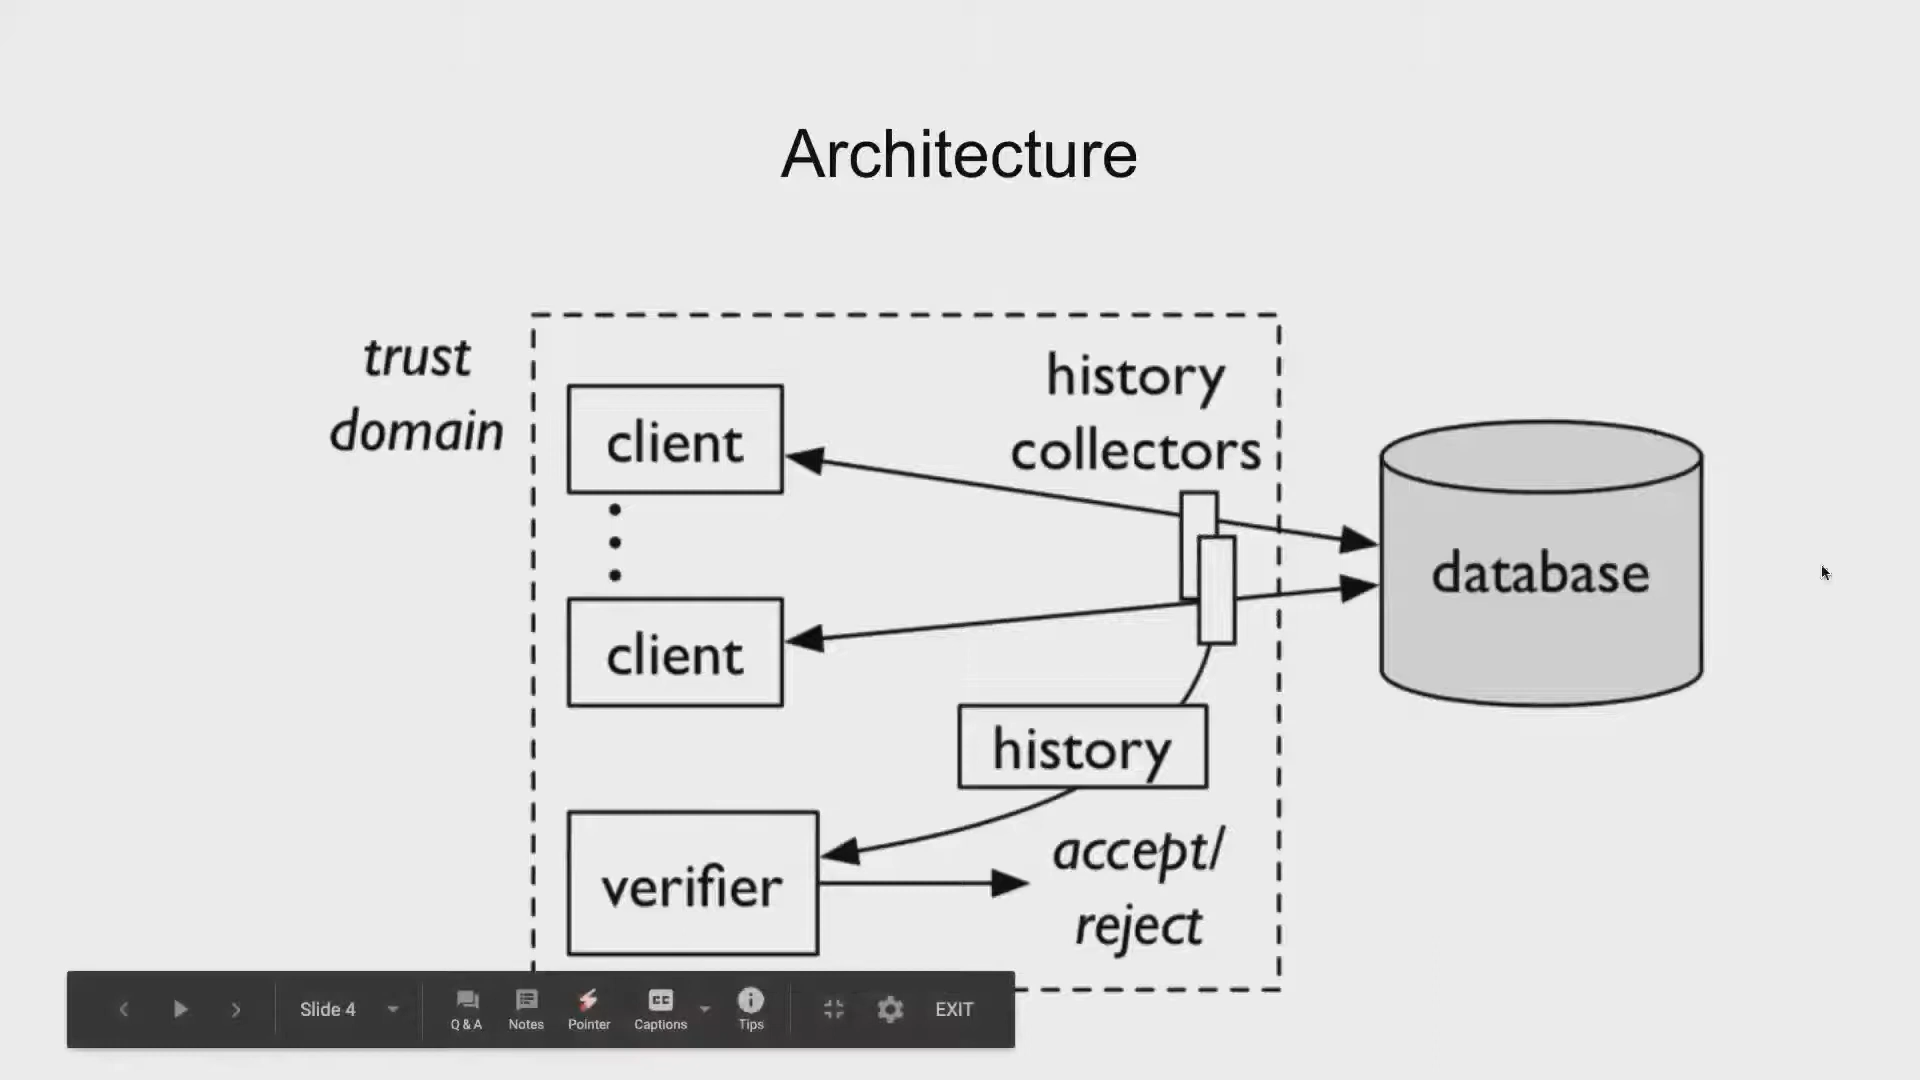 Architecture
trust
domain
history
collectors
client
client
database
history
verifier
accept/
reject
Slide 4
Q & A
Notes
Pointer
CC
Captions
Tips
EXIT